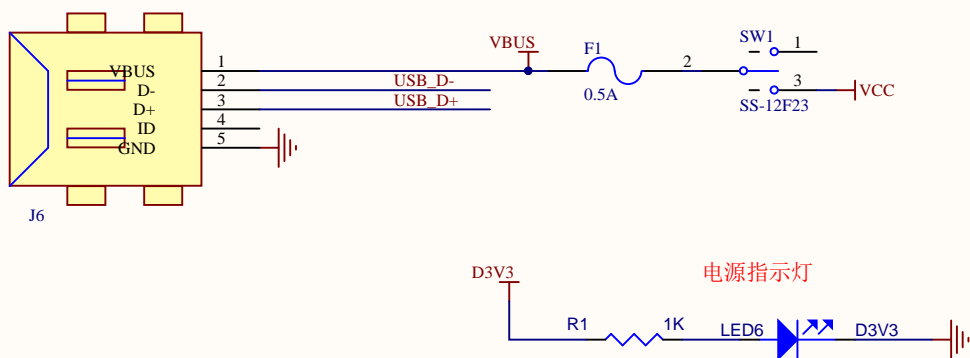 VBUS
F1
SW1
1
VBUS 1
2
3
D- 2
USB_D-
D+ 3
USB_D+
0.5A
SS-12F23
VCC
ID 4
GND 5
J6
D3V3
电源指示灯
R1
1K
LED6
D3V3